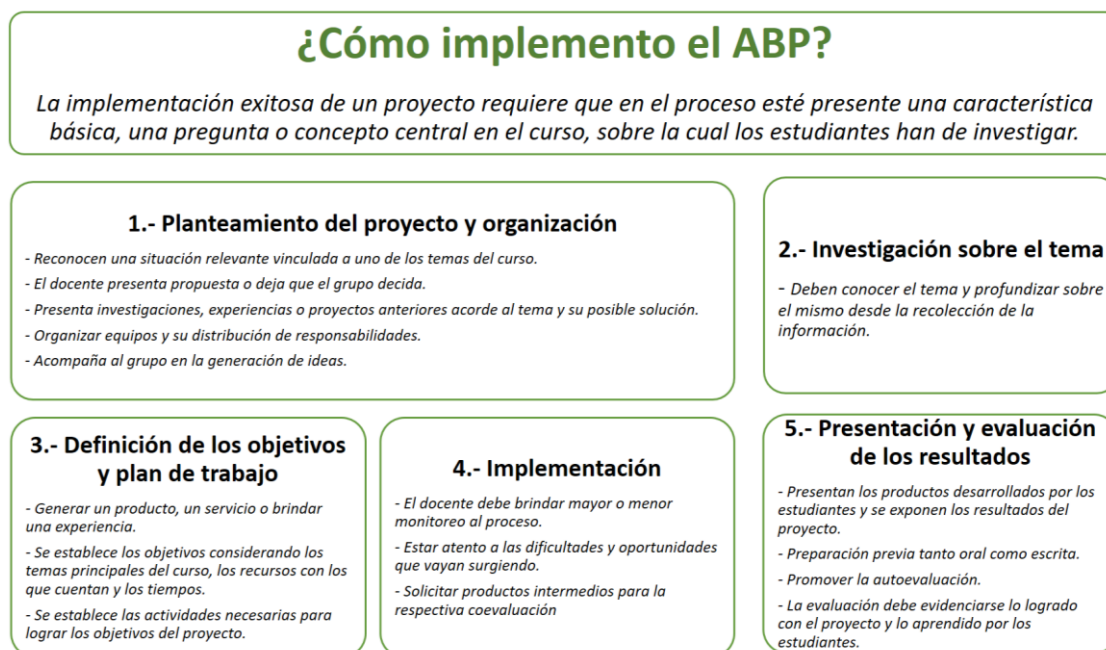 ¿Cómo implemento el ABP?
La implementación exitosa de un proyecto requiere que en el proceso esté presente una característica
básica, una pregunta o concepto central en el curso, sobre la cual los estudiantes han de investigar.
1.- Planteamiento del proyecto y organización
- Reconocen una situación relevante vinculada a uno de los temas del curso.
- El docente presenta propuesta o deja que el grupo decida.
- Presenta investigaciones, experiencias o proyectos anteriores acorde al tema y su posible solución.
- Organizar equipos y su distribución de responsabilidades.
- Acompaña al grupo en la generación de ideas.
2.- Investigación sobre el tema
- Deben conocer el tema y profundizar sobre
el mismo desde la recolección de la
información.
3.- Definición de los objetivos
y plan de trabajo
- Generar un producto, un servicio o brindar
una experiencia.
- Se establece los objetivos considerando los
temas principales del curso, los recursos con los
que cuentan y los tiempos.
- Se establece las actividades necesarias para
lograr los objetivos del proyecto.
4.- Implementación
- El docente debe brindar mayor o menor
monitoreo al proceso.
- Estar atento a las dificultades y oportunidades
que vayan surgiendo.
- Solicitar productos intermedios para la
respectiva coevaluación
5.- Presentación y evaluación
de los resultados
- Presentan los productos desarrollados por los
estudiantes y se exponen los resultados del
proyecto.
- Preparación previa tanto oral como escrita.
- Promover la autoevaluación.
- La evaluación debe evidenciarse lo logrado
con el proyecto y lo aprendido por los
estudiantes.